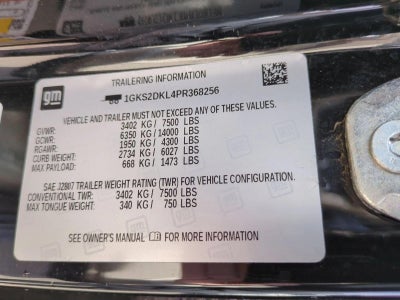 gm
TRAILERING INFORMATION
1GKS2DKL4PR368256
VEHICLE AND TRAILER MUST NOT EXCEED ANY OF THESE VALUES:
GVWR: 3402 KG / 7500 LBS
GCWR: 6350 KG / 14000 LBS
RGAWR: 1950 KG / 4300 LBS
CURB WEIGHT: 2734 KG / 6027 LBS
MAX PAYLOAD: 668 KG / 1473 LBS
SAE J2807 TRAILER WEIGHT RATING (TWR) FOR VEHICLE CONFIGURATION.
CONVENTIONAL TWR: 3402 KG / 7500 LBS
MAX TONGUE WEIGHT: 340 KG / 750 LBS
SEE OWNER'S MANUAL FOR MORE INFORMATION